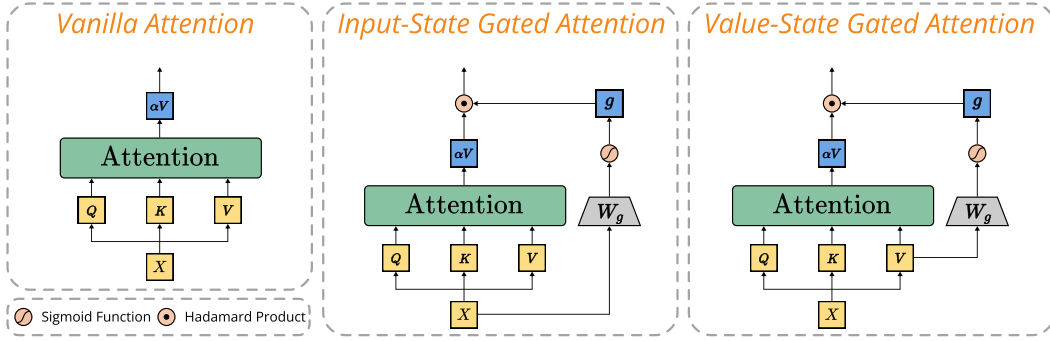 Vanilla Attention
αV
Attention
Q K V
X
Sigmoid Function Hadamard Product
Input-State Gated Attention
g
αV
Attention
W_g
Q K V
X
Value-State Gated Attention
g
αV
Attention
W_g
Q K V
X